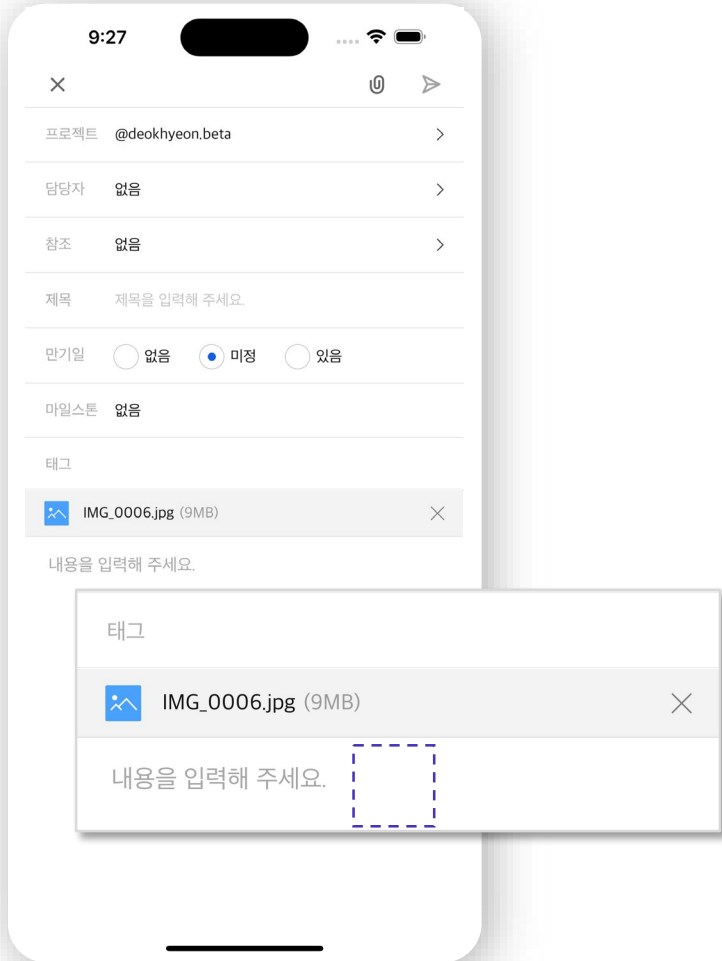 9:27
프로젝트 @deokhyeon.beta
담당자 없음
참조 없음
제목 제목을 입력해 주세요.
만기일 없음 미정 있음
마일스톤 없음
태그
IMG_0006.jpg (9MB)
내용을 입력해 주세요.
태그
IMG_0006.jpg (9MB)
내용을 입력해 주세요.